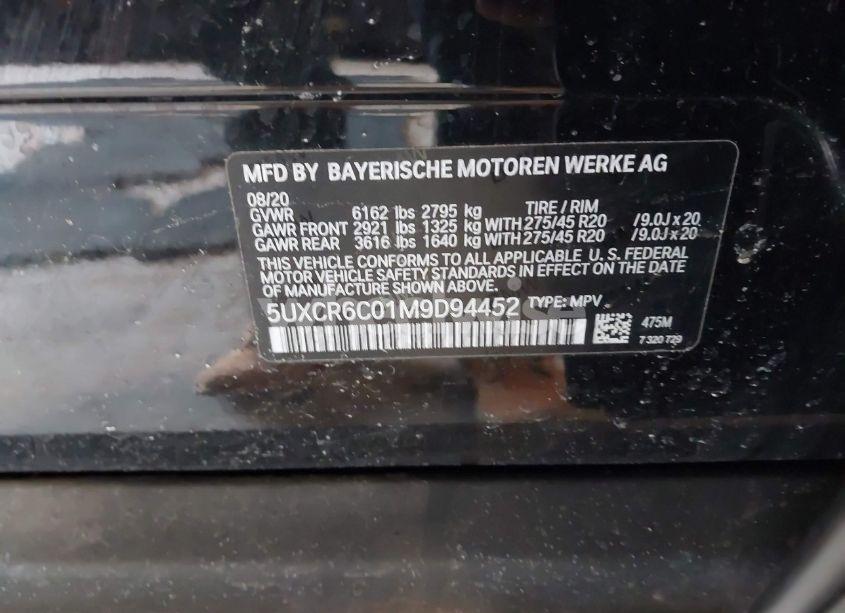 MFD BY BAYERISCHE MOTOREN WERKE AG
08/20 TIRE / RIM
GVWR 6162 lbs 2795 kg
GAWR FRONT 2921 lbs 1325 kg WITH 275/45 R20 /9.0J x 20
GAWR REAR 3616 lbs 1640 kg WITH 275/45 R20 /9.0J x 20
THIS VEHICLE CONFORMS TO ALL APPLICABLE U. S. FEDERAL
MOTOR VEHICLE SAFETY STANDARDS IN EFFECT ON THE DATE
OF MANUFACTURE SHOWN ABOVE.
5UXCR6C01M9D94452 TYPE: MPV
475M
7 320 729